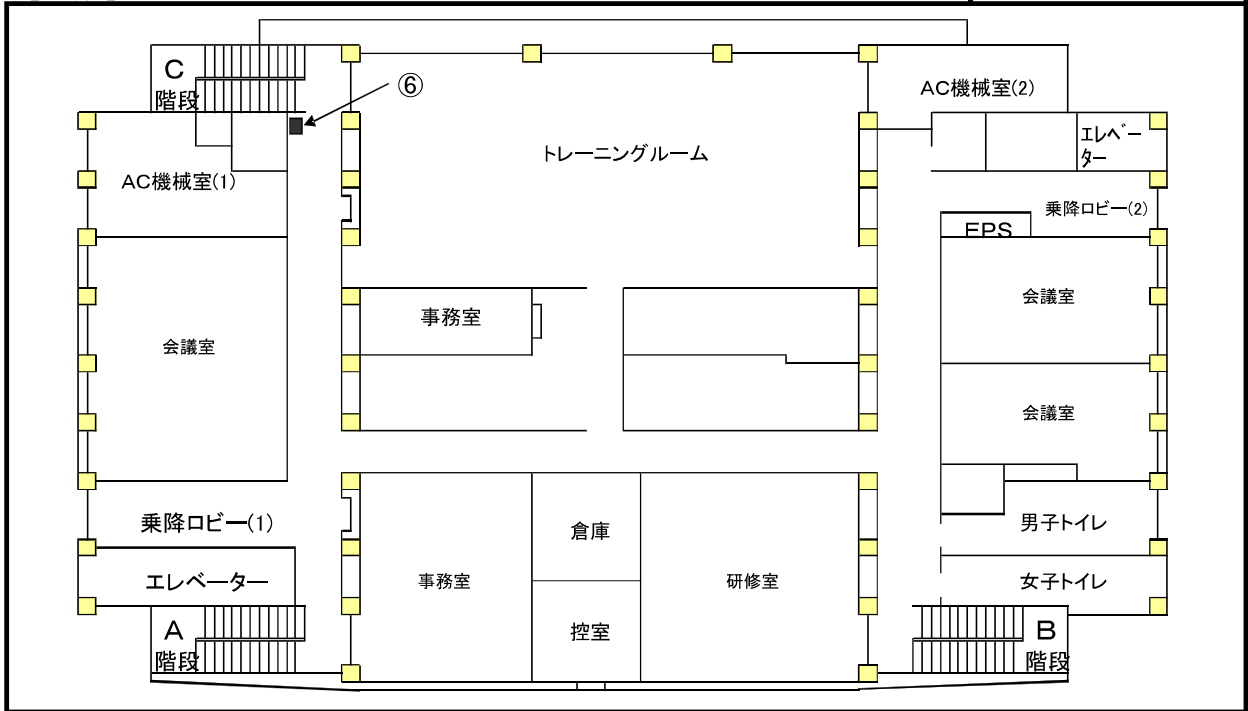 C
階段
⑥
AC機械室(2)
トレーニングルーム
エレベー
ター
AC機械室(1)
乗降ロビー(2)
EPS
会議室
事務室
会議室
会議室
乗降ロビー(1)
倉庫
男子トイレ
エレベーター
事務室
研修室
女子トイレ
A
階段
控室
B
階段